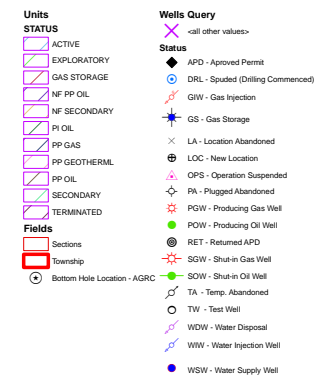 Units
STATUS
ACTIVE
EXPLORATORY
GAS STORAGE
NF PP OIL
NF SECONDARY
PI OIL
PP GAS
PP GEOTHERML
PP OIL
SECONDARY
TERMINATED
Fields
Sections
Township
Bottom Hole Location - AGRC
Wells Query
<all other values>
Status
APD - Aproved Permit
DRL - Spuded (Drilling Commenced)
GIW - Gas Injection
GS - Gas Storage
LA - Location Abandoned
LOC - New Location
OPS - Operation Suspended
PA - Plugged Abandoned
PGW - Producing Gas Well
POW - Producing Oil Well
RET - Returned APD
SGW - Shut-in Gas Well
SOW - Shut-in Oil Well
TA - Temp. Abandoned
TW - Test Well
WDW - Water Disposal
WIW - Water Injection Well
WSW - Water Supply Well